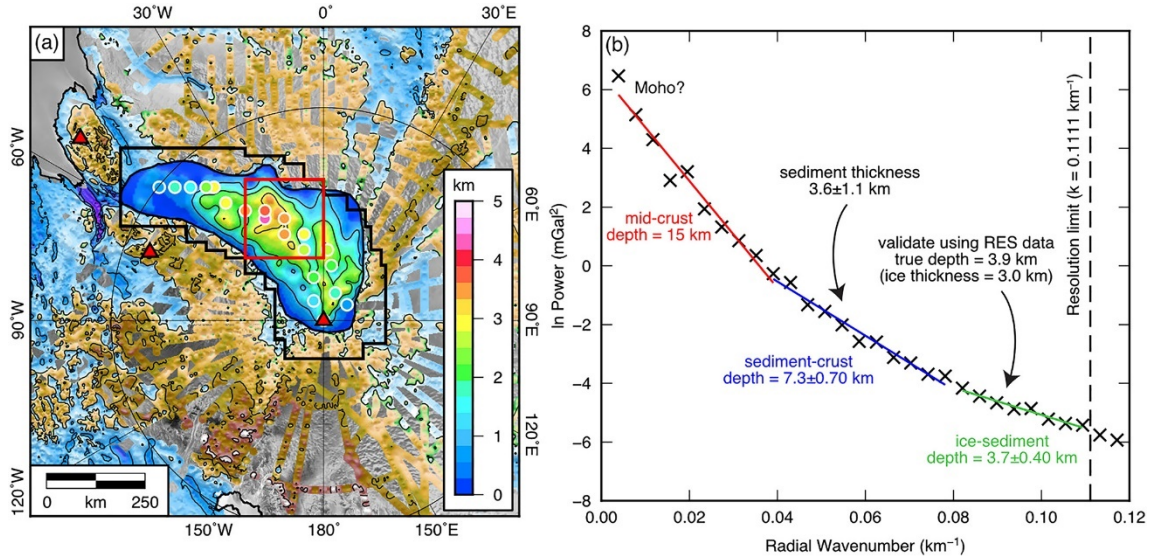 (a)
30°W
0°
30°E
60°W
60°E
90°W
90°E
120°W
120°E
150°W
180°
150°E
km
5
4
3
2
1
0
0
km
250
(b)
8
6
4
2
0
−2
−4
−6
−8
ln Power (mGal²)
0.00
0.02
0.04
0.06
0.08
0.10
0.12
Radial Wavenumber (km⁻¹)
Moho?
mid-crust
depth = 15 km
sediment thickness
3.6±1.1 km
validate using RES data
true depth = 3.9 km
(ice thickness = 3.0 km)
sediment-crust
depth = 7.3±0.70 km
ice-sediment
depth = 3.7±0.40 km
Resolution limit (k = 0.1111 km⁻¹)